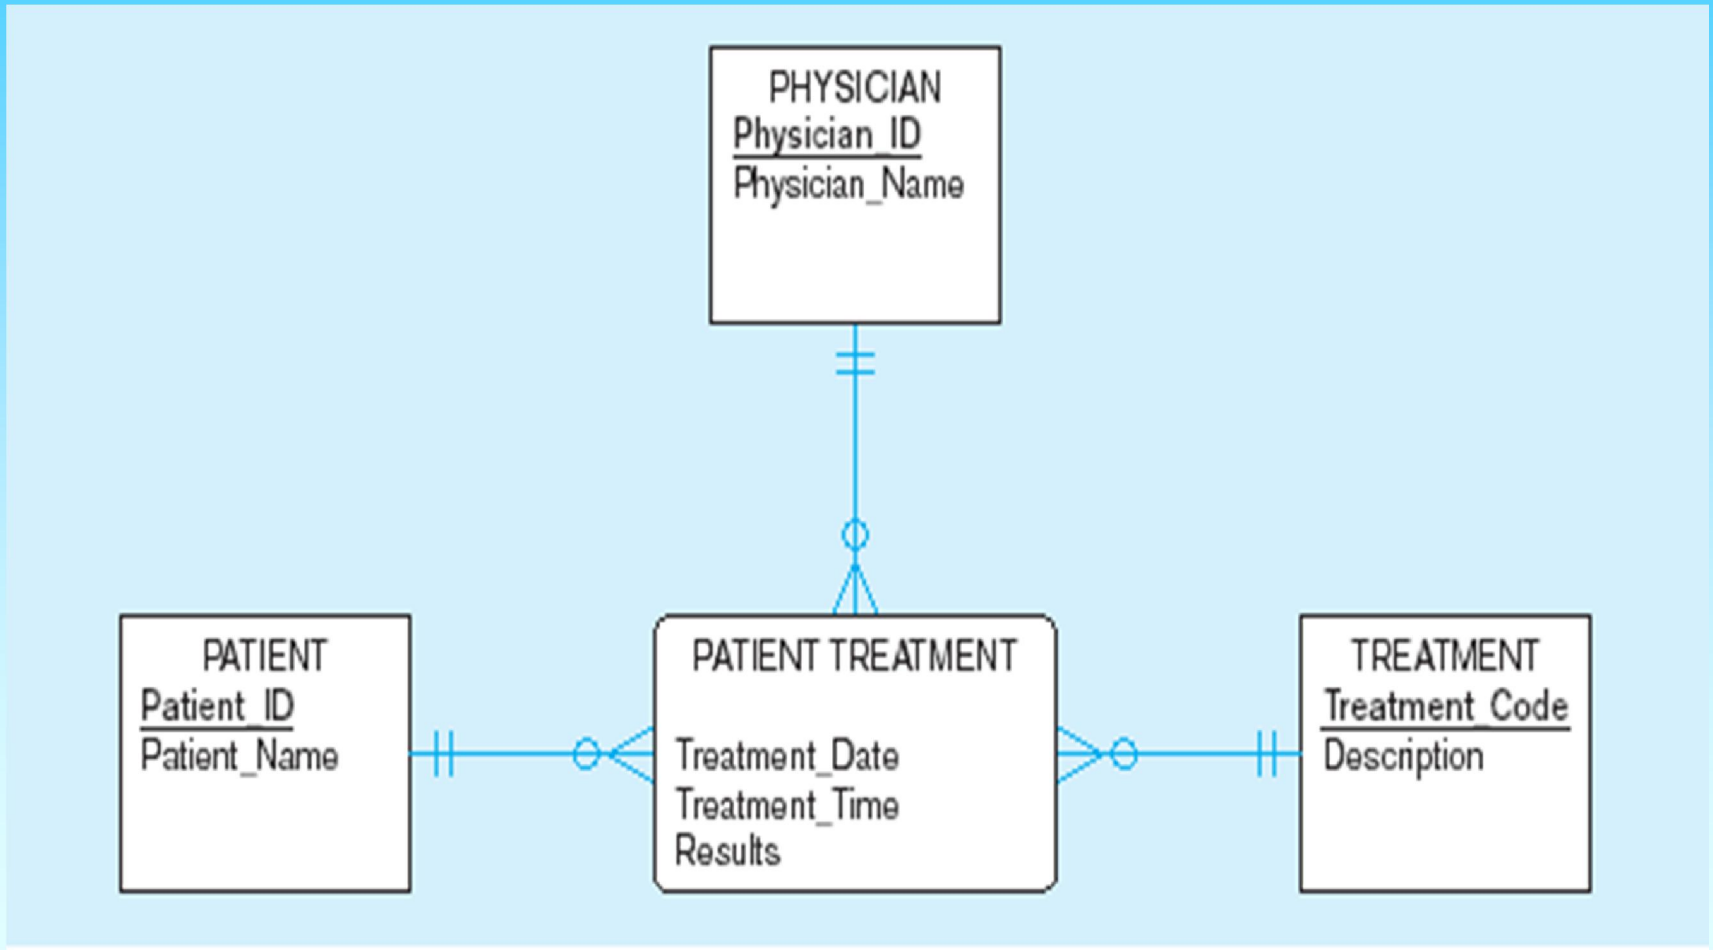 PHYSICIAN
Physician_ID
Physician_Name
PATIENT
Patient_ID
Patient_Name
PATIENT TREATMENT
Treatment_Date
Treatment_Time
Results
TREATMENT
Treatment_Code
Description